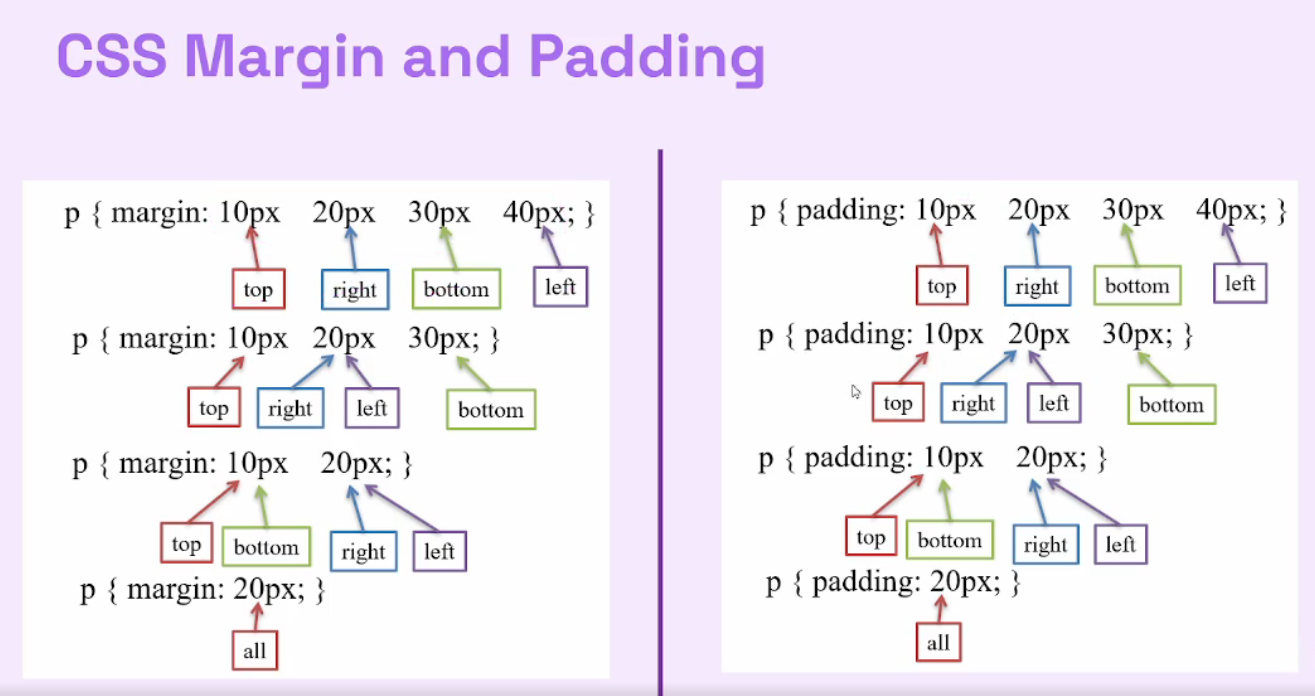 CSS Margin and Padding
p { margin: 10px 20px 30px 40px; }
top right bottom left
p { margin: 10px 20px 30px; }
top right left bottom
p { margin: 10px 20px; }
top bottom right left
p { margin: 20px; }
all
p { padding: 10px 20px 30px 40px; }
top right bottom left
p { padding: 10px 20px 30px; }
top right left bottom
p { padding: 10px 20px; }
top bottom right left
p { padding: 20px; }
all